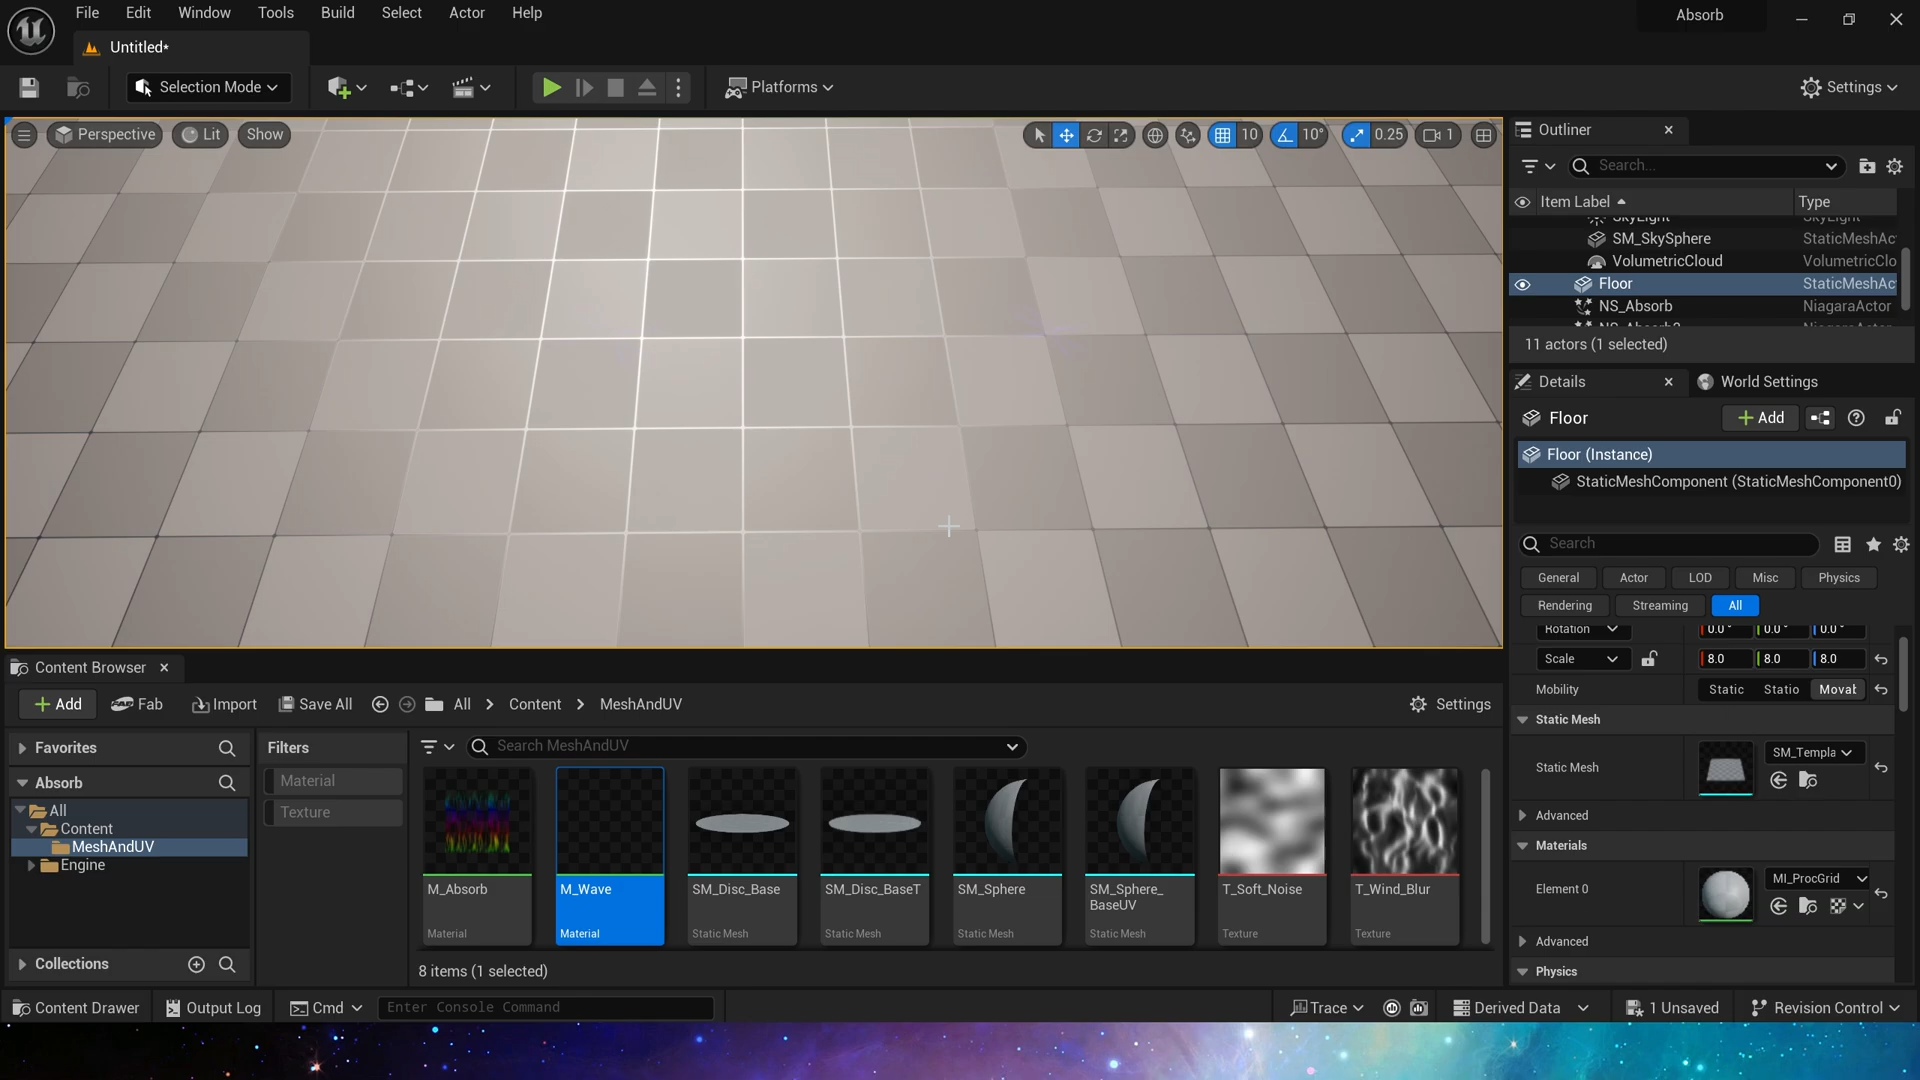 File Edit Window Tools Build Select Actor Help
Absorb
Untitled*
Selection Mode
Platforms
Settings
Perspective Lit Show
10 10° 0.25 1
Outliner
Search...
Item Label Type
SkyLight SkyLight
SM_SkySphere StaticMeshAc
VolumetricCloud VolumetricClo
Floor StaticMeshAc
NS_Absorb NiagaraActor
11 actors (1 selected)
Details World Settings
Floor Add
Floor (Instance)
StaticMeshComponent (StaticMeshComponent0)
Search
General Actor LOD Misc Physics
Rendering Streaming All
Rotation 0.0° 0.0° 0.0°
Scale 8.0 8.0 8.0
Mobility Static Statio Movab
Static Mesh
Static Mesh SM_Templa
Advanced
Materials
Element 0 MI_ProcGrid
Advanced
Physics
Content Browser
Add Fab Import Save All All Content MeshAndUV Settings
Favorites
Absorb
All
Content
MeshAndUV
Engine
Collections
Filters
Material
Texture
Search MeshAndUV
M_Absorb
Material
M_Wave
Material
SM_Disc_Base
Static Mesh
SM_Disc_BaseT
Static Mesh
SM_Sphere
Static Mesh
SM_Sphere_
BaseUV
Static Mesh
T_Soft_Noise
Texture
T_Wind_Blur
Texture
8 items (1 selected)
Content Drawer Output Log Cmd Enter Console Command Trace Derived Data 1 Unsaved Revision Control